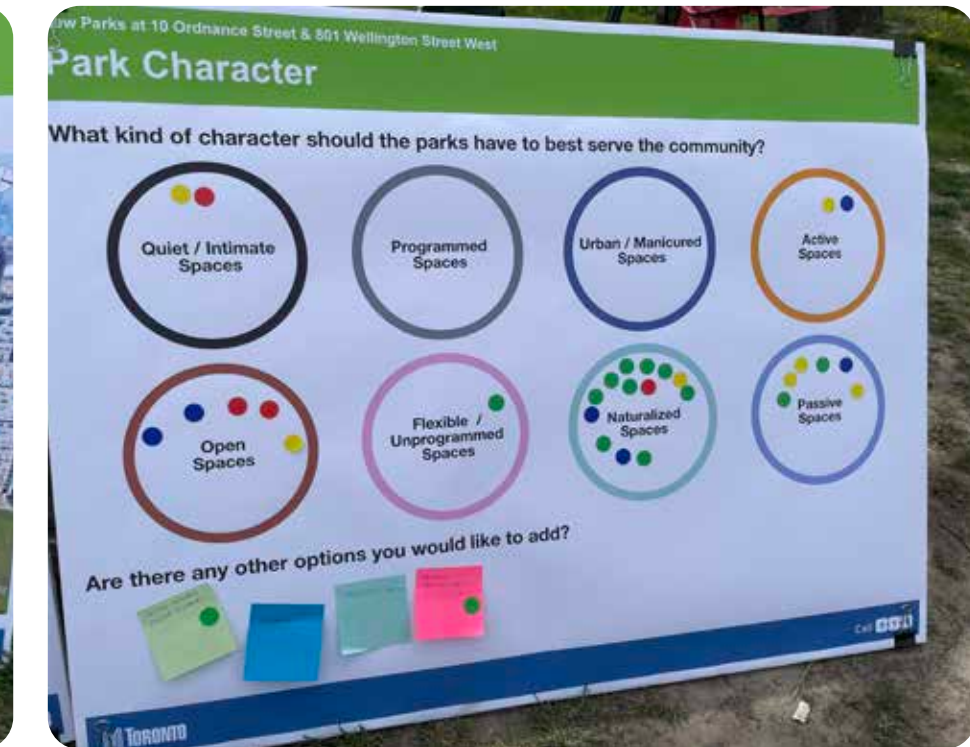 ow Parks at 10 Ordnance Street & 801 Wellington Street West
Park Character
What kind of character should the parks have to best serve the community?
Quiet / Intimate
Spaces
Programmed
Spaces
Urban / Manicured
Spaces
Active
Spaces
Open
Spaces
Flexible /
Unprogrammed
Spaces
Naturalized
Spaces
Passive
Spaces
Are there any other options you would like to add?
Call
TORONTO